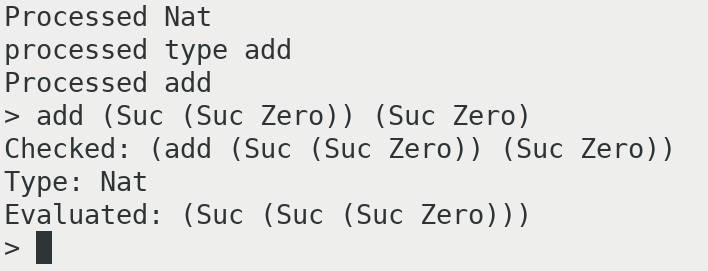 Processed Nat
processed type add
Processed add
> add (Suc (Suc Zero)) (Suc Zero)
Checked: (add (Suc (Suc Zero)) (Suc Zero))
Type: Nat
Evaluated: (Suc (Suc (Suc Zero)))
>